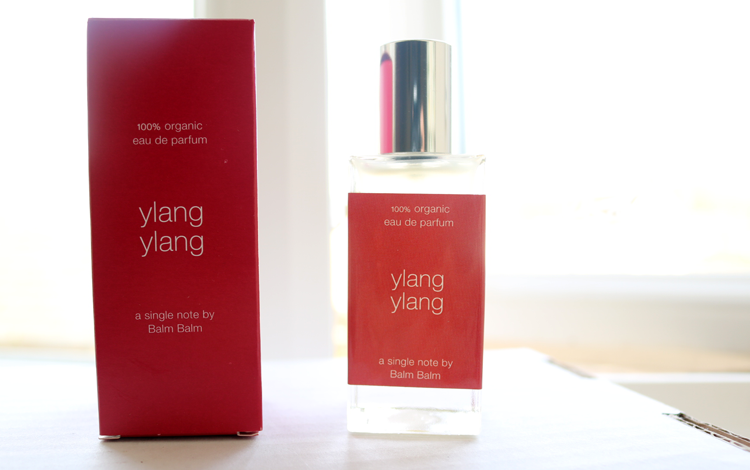 100% organic
eau de parfum
ylang
ylang
a single note by
Balm Balm
100% organic
eau de parfum
ylang
ylang
a single note by
Balm Balm